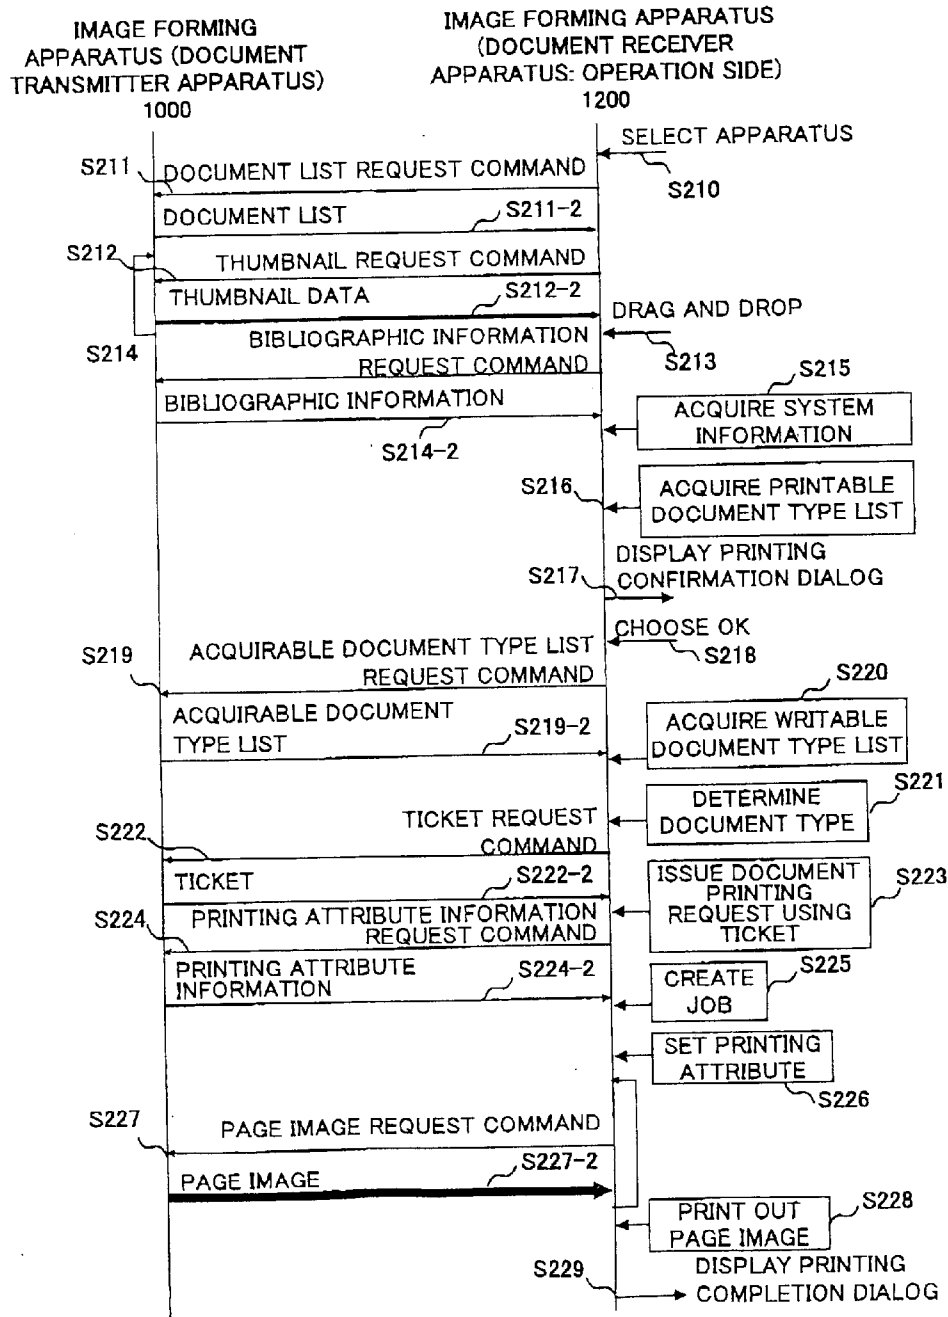 IMAGE FORMING
APPARATUS (DOCUMENT
TRANSMITTER APPARATUS)
1000
IMAGE FORMING APPARATUS
(DOCUMENT RECEIVER
APPARATUS: OPERATION SIDE)
1200
SELECT APPARATUS
S210
S211
DOCUMENT LIST REQUEST COMMAND
DOCUMENT LIST
S211-2
S212
THUMBNAIL REQUEST COMMAND
THUMBNAIL DATA
S212-2
DRAG AND DROP
S213
S214
BIBLIOGRAPHIC INFORMATION
REQUEST COMMAND
BIBLIOGRAPHIC INFORMATION
S214-2
S215
ACQUIRE SYSTEM
INFORMATION
S216
ACQUIRE PRINTABLE
DOCUMENT TYPE LIST
S217
DISPLAY PRINTING
CONFIRMATION DIALOG
CHOOSE OK
S218
S219
ACQUIRABLE DOCUMENT TYPE LIST
REQUEST COMMAND
ACQUIRABLE DOCUMENT
TYPE LIST
S219-2
S220
ACQUIRE WRITABLE
DOCUMENT TYPE LIST
S221
DETERMINE
DOCUMENT TYPE
S222
TICKET REQUEST
COMMAND
TICKET
S222-2
S223
ISSUE DOCUMENT
PRINTING
REQUEST USING
TICKET
S224
PRINTING ATTRIBUTE INFORMATION
REQUEST COMMAND
PRINTING ATTRIBUTE
INFORMATION
S224-2
S225
CREATE
JOB
SET PRINTING
ATTRIBUTE
S226
S227
PAGE IMAGE REQUEST COMMAND
PAGE IMAGE
S227-2
S228
PRINT OUT
PAGE IMAGE
S229
DISPLAY PRINTING
COMPLETION DIALOG